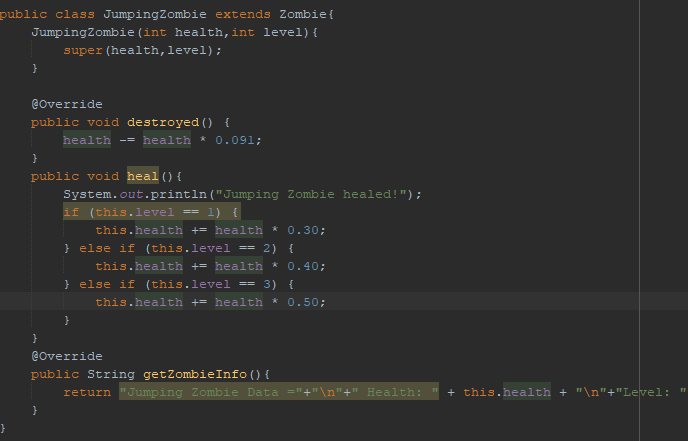 public class JumpingZombie extends Zombie{
    JumpingZombie(int health,int level){
        super(health,level);
    }

    @Override
    public void destroyed() {
        health -= health * 0.091;
    }
    public void heal(){
        System.out.println("Jumping Zombie healed!");
        if (this.level == 1) {
            this.health += health * 0.30;
        } else if (this.level == 2) {
            this.health += health * 0.40;
        } else if (this.level == 3) {
            this.health += health * 0.50;
        }
    }
    @Override
    public String getZombieInfo(){
        return "Jumping Zombie Data ="+"\n"+" Health: " + this.health + "\n"+"Level: "
    }
}